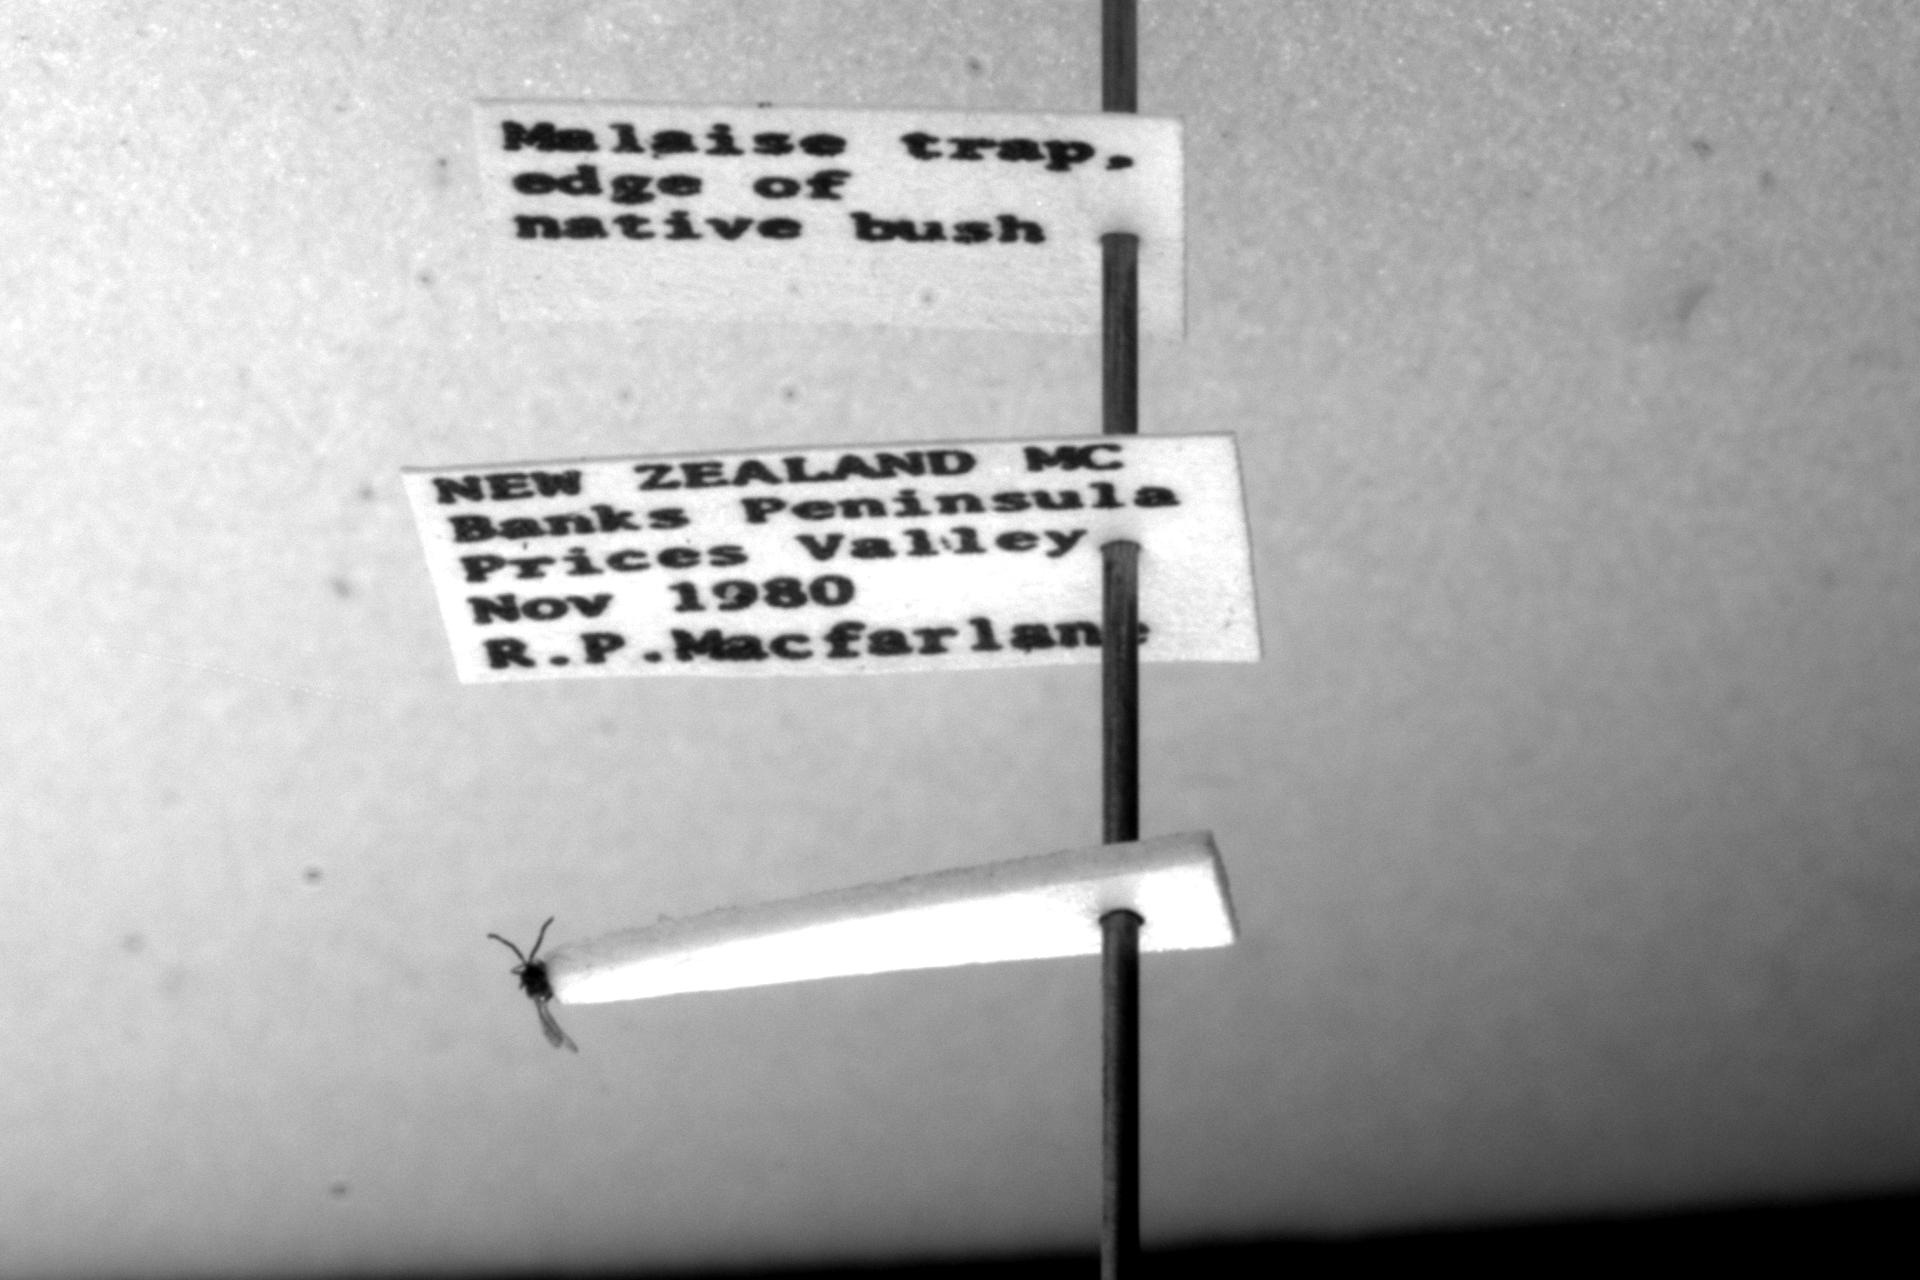 Malaise trap,
edge of
native bush
NEW ZEALAND MC
Banks Peninsula
Prices Valley
Nov 1980
R.P.Macfarlane